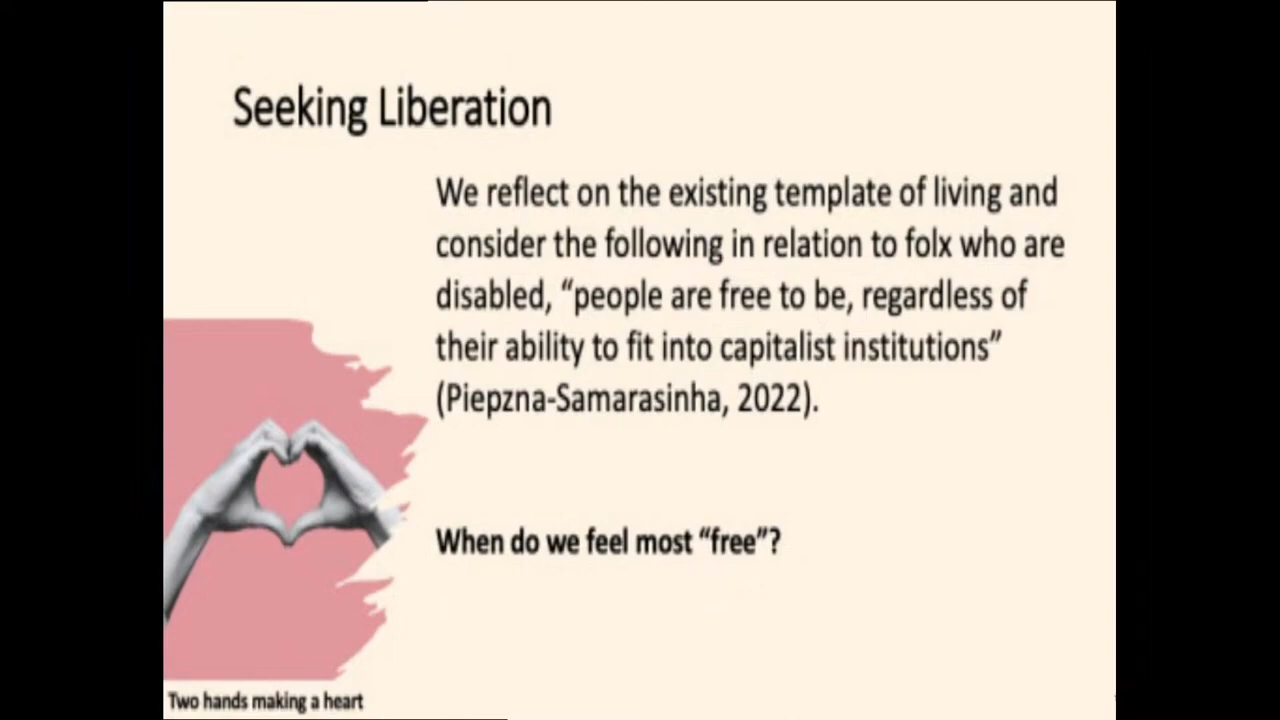 Seeking Liberation
We reflect on the existing template of living and
consider the following in relation to folx who are
disabled, “people are free to be, regardless of
their ability to fit into capitalist institutions”
(Piepzna-Samarasinha, 2022).
When do we feel most “free”?
Two hands making a heart